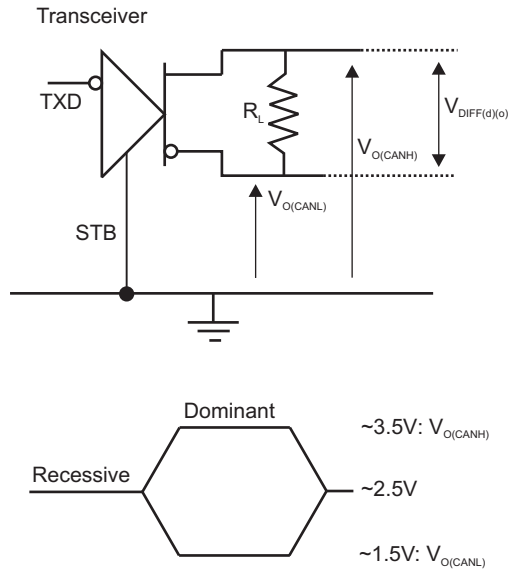 Transceiver
TXD
R_L
V_DIFF(d)(o)
V_O(CANH)
V_O(CANL)
STB
Dominant
~3.5V: V_O(CANH)
Recessive
~2.5V
~1.5V: V_O(CANL)